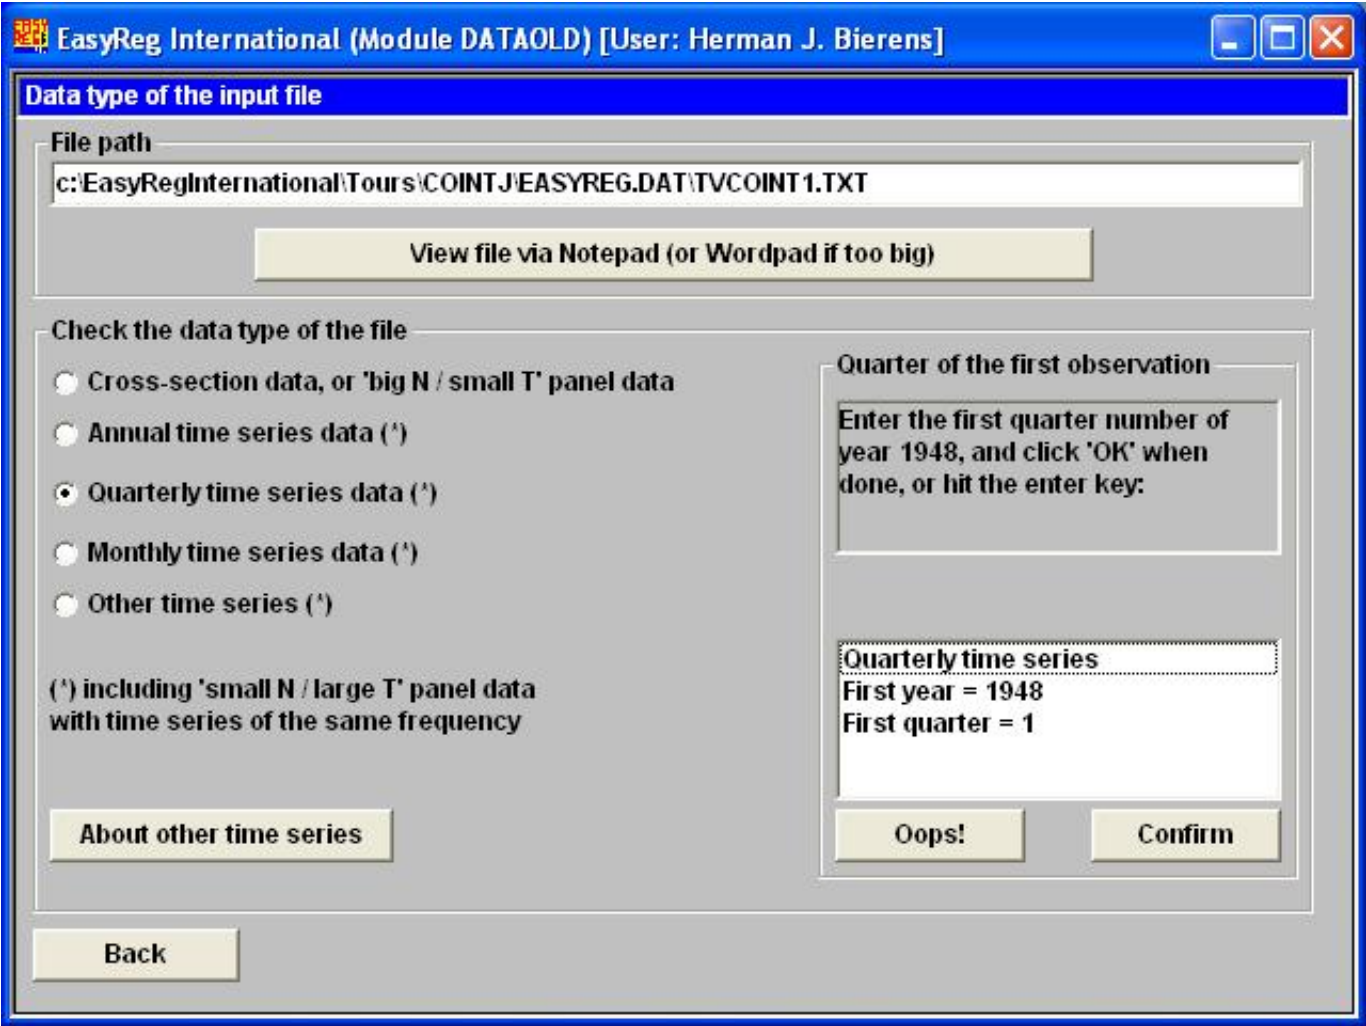 EasyReg International (Module DATAOLD) [User: Herman J. Bierens]
Data type of the input file
File path
c:\EasyRegInternational\Tours\COINTJ\EASYREG.DAT\TVCOINT1.TXT
View file via Notepad (or Wordpad if too big)
Check the data type of the file
Cross-section data, or 'big N / small T' panel data
Annual time series data (*)
Quarterly time series data (*)
Monthly time series data (*)
Other time series (*)
(*) including 'small N / large T' panel data
with time series of the same frequency
About other time series
Quarter of the first observation
Enter the first quarter number of
year 1948, and click 'OK' when
done, or hit the enter key:
Quarterly time series
First year = 1948
First quarter = 1
Oops!
Confirm
Back